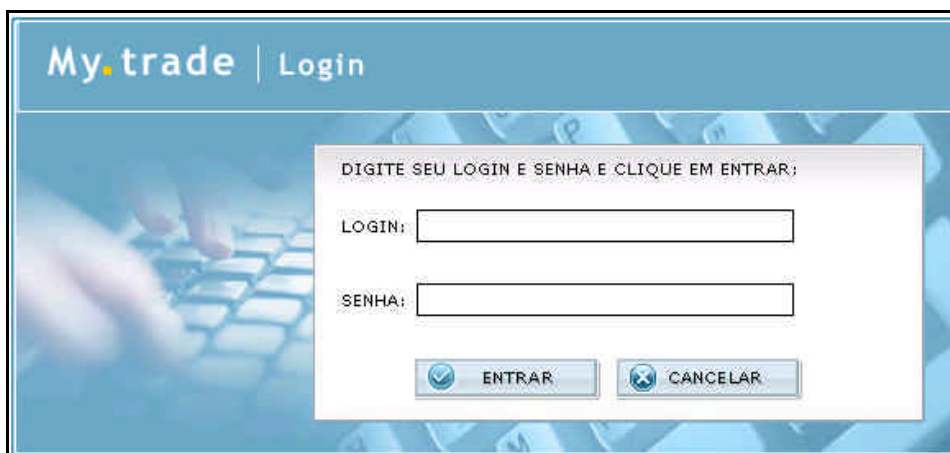 My.trade | Login
DIGITE SEU LOGIN E SENHA E CLIQUE EM ENTRAR:
LOGIN:
SENHA:
ENTRAR CANCELAR